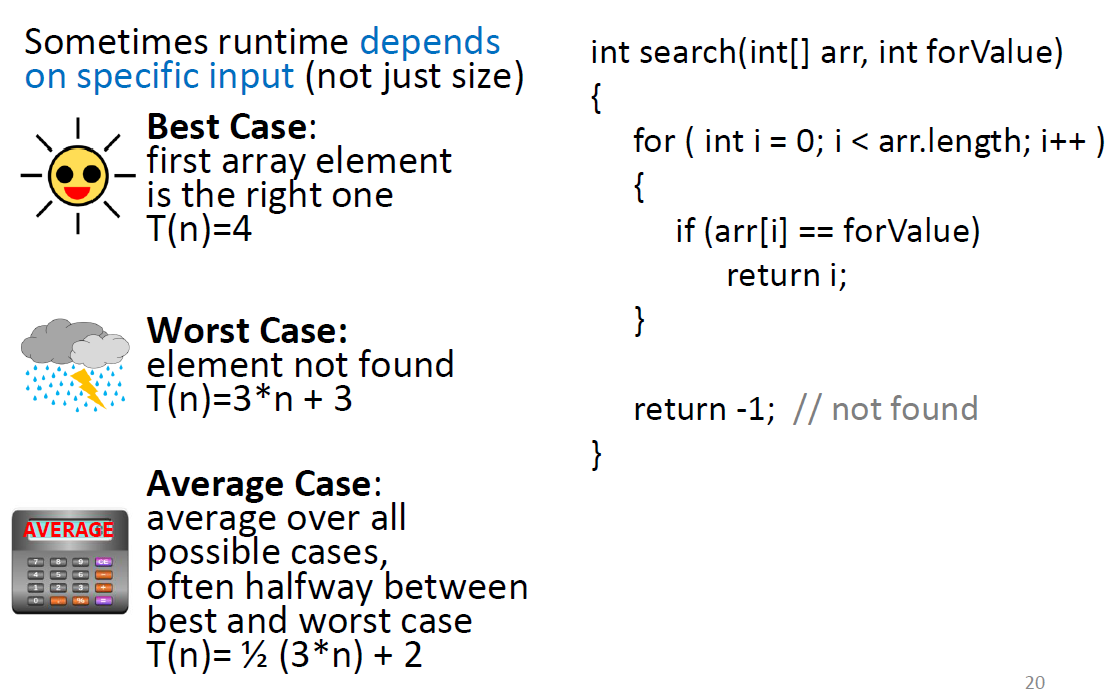 Sometimes runtime depends
on specific input (not just size)
Best Case:
first array element
is the right one
T(n)=4
Worst Case:
element not found
T(n)=3*n + 3
AVERAGE
7 8 9 CE
4 5 6 −
1 2 3 +
0 . % =
Average Case:
average over all
possible cases,
often halfway between
best and worst case
T(n)= ½ (3*n) + 2
int search(int[] arr, int forValue)
{
for ( int i = 0; i < arr.length; i++ )
{
if (arr[i] == forValue)
return i;
}
return -1; // not found
}
20